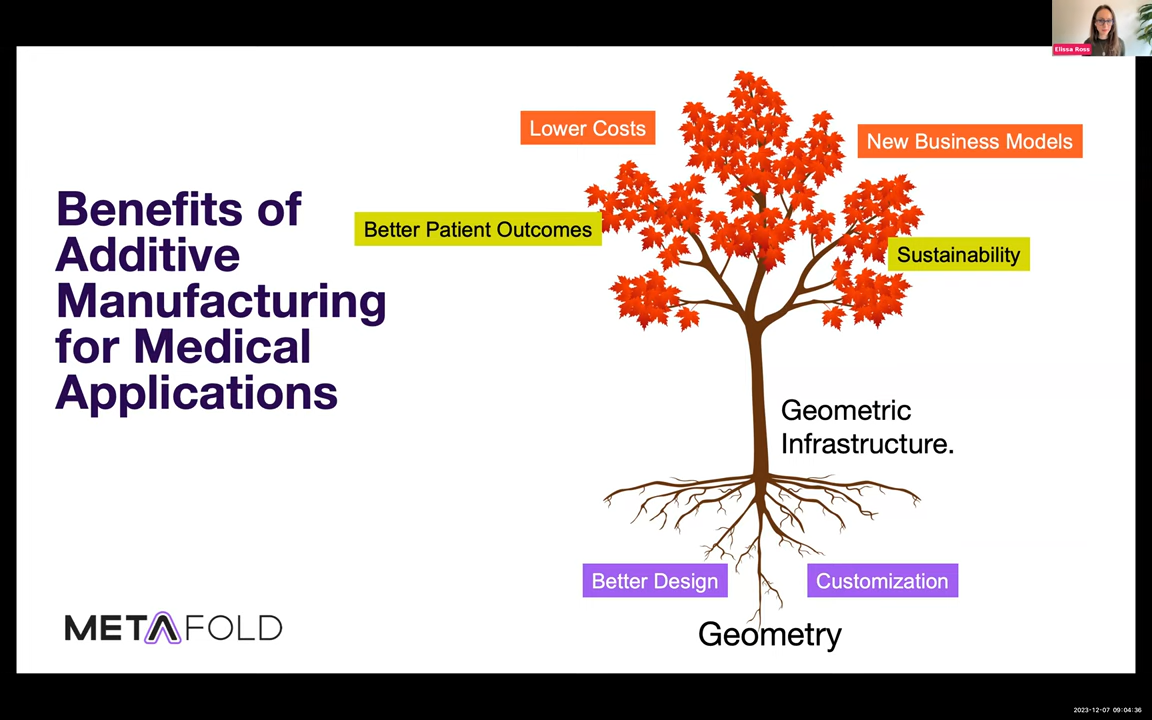 Elissa Ross
Benefits of
Additive
Manufacturing
for Medical
Applications
Lower Costs
New Business Models
Better Patient Outcomes
Sustainability
Geometric
Infrastructure.
Better Design
Customization
Geometry
METAFOLD
2023-12-07 09:04:36